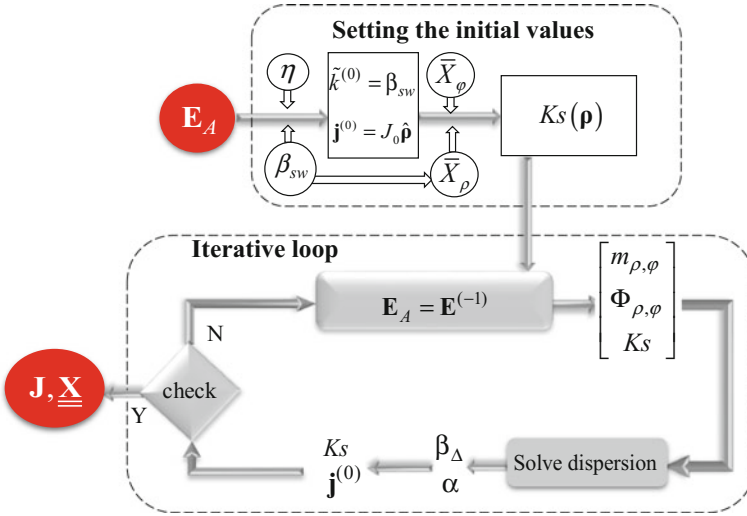 Setting the initial values
E_A
η
β_sw
k̃^(0) = β_sw
j^(0) = J_0 ρ̂
X̅_φ
X̅_ρ
Ks(ρ)
Iterative loop
E_A = E^(-1)
m_ρ,φ
Φ_ρ,φ
Ks
N
check
Y
J, X
Ks
j^(0)
β_Δ
α
Solve dispersion